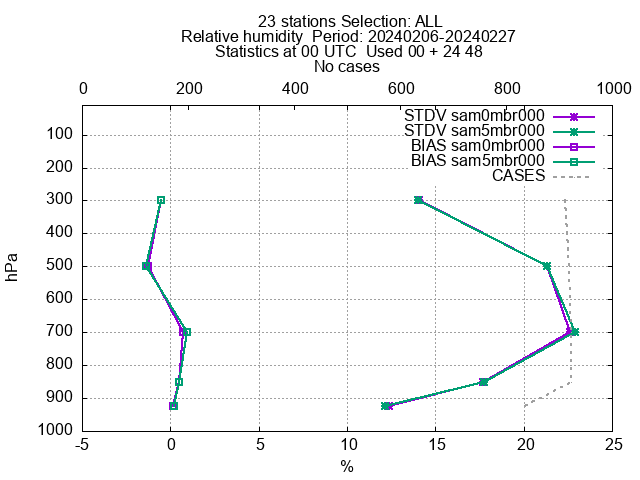 23 stations Selection: ALL
Relative humidity  Period: 20240206-20240227
Statistics at 00 UTC  Used 00 + 24 48
No cases
0 200 400 600 800 1000
STDV sam0mbr000
STDV sam5mbr000
BIAS sam0mbr000
BIAS sam5mbr000
CASES
100
200
300
400
500
600
700
800
900
1000
hPa
-5 0 5 10 15 20 25
%